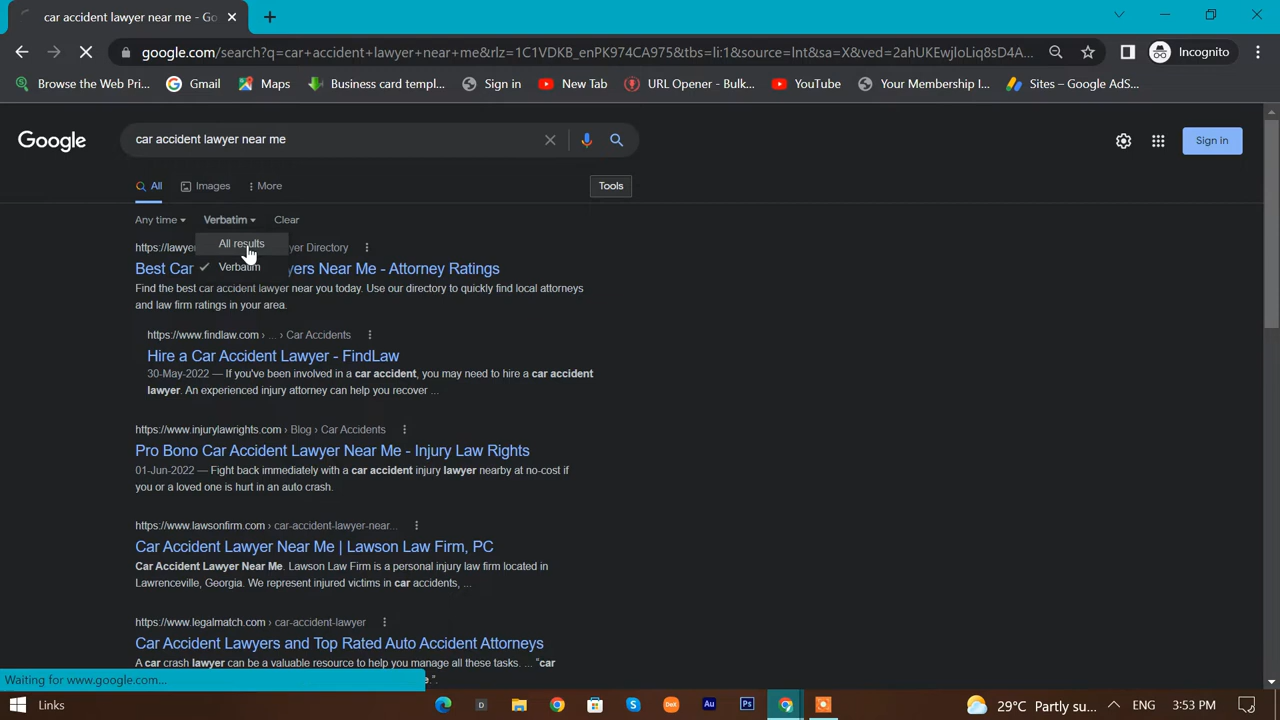 car accident lawyer near me - Go
google.com/search?q=car+accident+lawyer+near+me&rlz=1C1VDKB_enPK974CA975&tbs=li:1&source=lnt&sa=X&ved=2ahUKEwjloLiq8sD4A...
Incognito
Browse the Web Pri...
Gmail
Maps
Business card templ...
Sign in
New Tab
URL Opener - Bulk...
YouTube
Your Membership I...
Sites – Google AdS...
Google
car accident lawyer near me
Sign in
All
Images
More
Tools
Any time
Verbatim
Clear
All results
Verbatim
https://lawye yer Directory
Best Car yers Near Me - Attorney Ratings
Find the best car accident lawyer near you today. Use our directory to quickly find local attorneys
and law firm ratings in your area.
https://www.findlaw.com › ... › Car Accidents
Hire a Car Accident Lawyer - FindLaw
30-May-2022 — If you've been involved in a car accident, you may need to hire a car accident
lawyer. An experienced injury attorney can help you recover ...
https://www.injurylawrights.com › Blog › Car Accidents
Pro Bono Car Accident Lawyer Near Me - Injury Law Rights
01-Jun-2022 — Fight back immediately with a car accident injury lawyer nearby at no-cost if
you or a loved one is hurt in an auto crash.
https://www.lawsonfirm.com › car-accident-lawyer-near...
Car Accident Lawyer Near Me | Lawson Law Firm, PC
Car Accident Lawyer Near Me. Lawson Law Firm is a personal injury law firm located in
Lawrenceville, Georgia. We represent injured victims in car accidents, ...
https://www.legalmatch.com › car-accident-lawyer
Car Accident Lawyers and Top Rated Auto Accident Attorneys
A car crash lawyer can be a valuable resource to help you manage all these tasks. ... "car
e.".
Waiting for www.google.com...
Links
D
DeX
Au
Ps
29°C Partly su...
ENG
3:53 PM